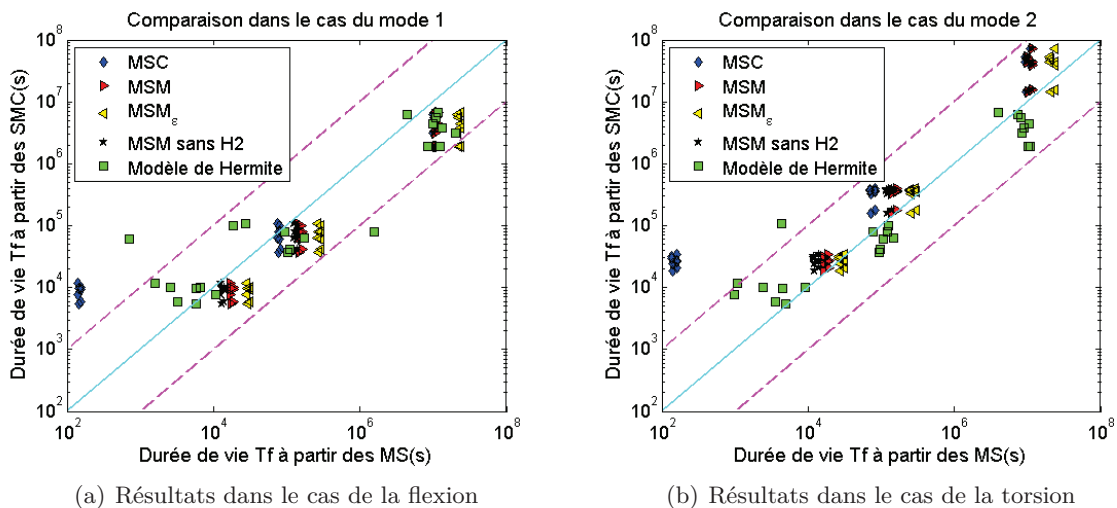 Comparaison dans le cas du mode 1
10^8
10^7
10^6
10^5
10^4
10^3
10^2
Durée de vie Tf à partir des SMC(s)
MSC
MSM
MSM_ε
MSM sans H2
Modèle de Hermite
10^2
10^4
10^6
10^8
Durée de vie Tf à partir des MS(s)
(a) Résultats dans le cas de la flexion
Comparaison dans le cas du mode 2
10^8
10^7
10^6
10^5
10^4
10^3
10^2
Durée de vie Tf à partir des SMC(s)
MSC
MSM
MSM_ε
MSM sans H2
Modèle de Hermite
10^2
10^4
10^6
10^8
Durée de vie Tf à partir des MS(s)
(b) Résultats dans le cas de la torsion